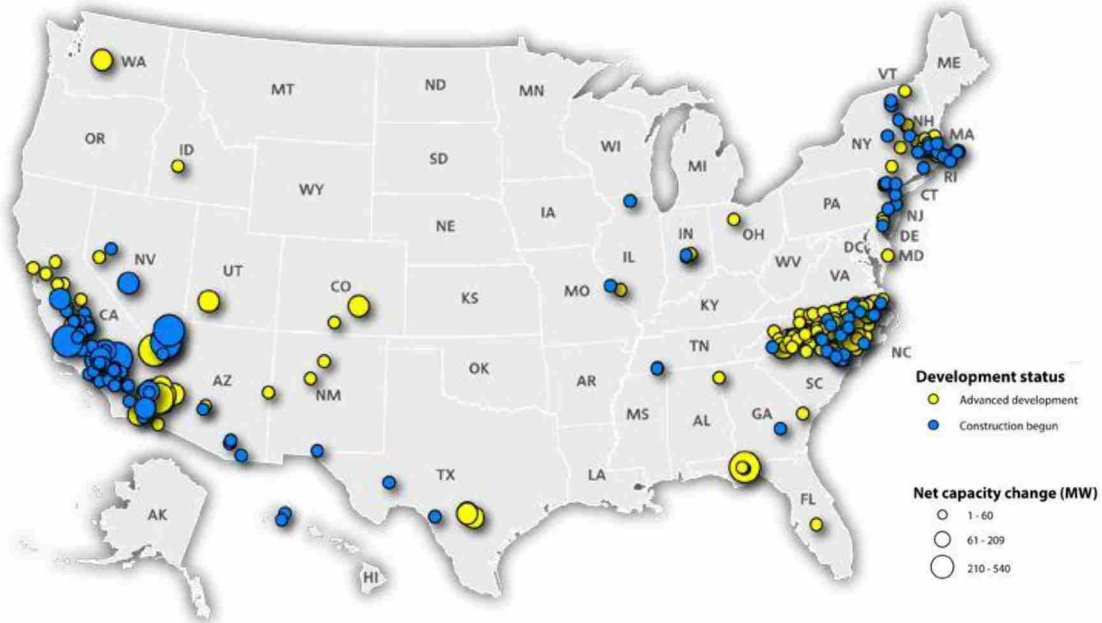 WA
MT
ND
MN
VT
ME
OR
ID
SD
WI
MI
NY
NH
MA
RI
CT
WY
NE
IA
PA
NJ
DE
MD
DC
NV
UT
CO
KS
MO
IL
IN
OH
WV
VA
KY
CA
AZ
NM
OK
AR
TN
NC
SC
MS
AL
GA
TX
LA
FL
AK
HI
Development status
Advanced development
Construction begun
Net capacity change (MW)
1 - 60
61 - 209
210 - 540